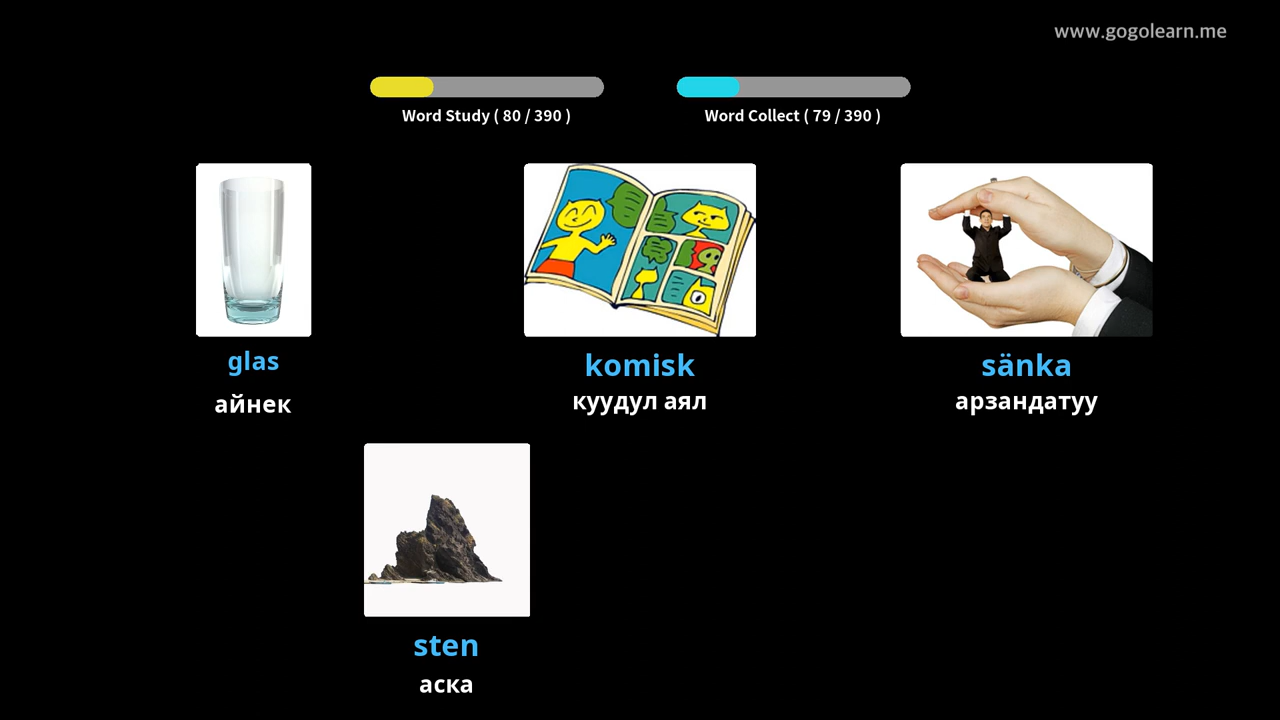 www.gogolearn.me
Word Study ( 80 / 390 )
Word Collect ( 79 / 390 )
glas
айнек
komisk
куудул аял
sänka
арзандатуу
sten
аска